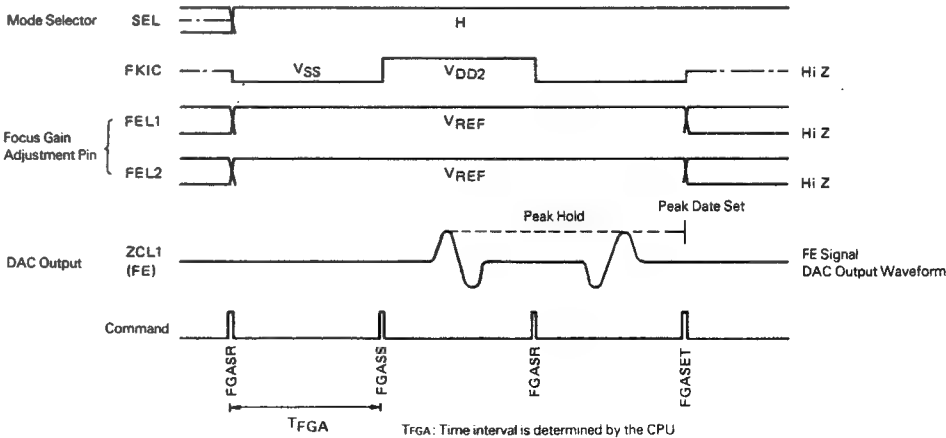 Mode Selector SEL H
FKIC VSS VDD2 Hi Z
FEL1 VREF Hi Z
Focus Gain
Adjustment Pin
FEL2 VREF Hi Z
Peak Date Set
Peak Hold
DAC Output ZCL1
(FE)
FE Signal
DAC Output Waveform
Command
FGASR FGASS FGASR FGASET
TFGA
TFGA: Time interval is determined by the CPU